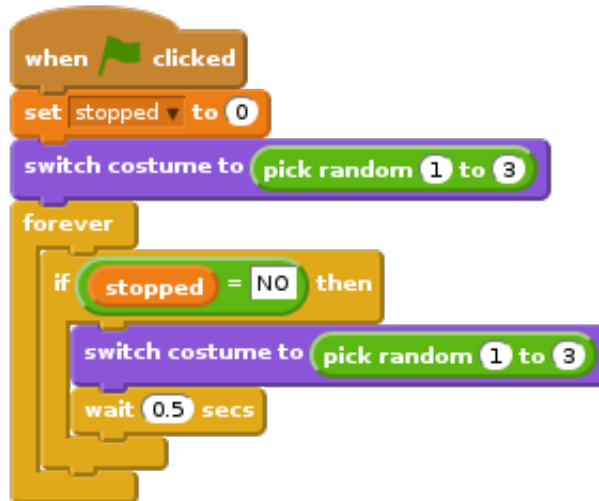 when clicked
set stopped to 0
switch costume to pick random 1 to 3
forever
if stopped = NO then
switch costume to pick random 1 to 3
wait 0.5 secs